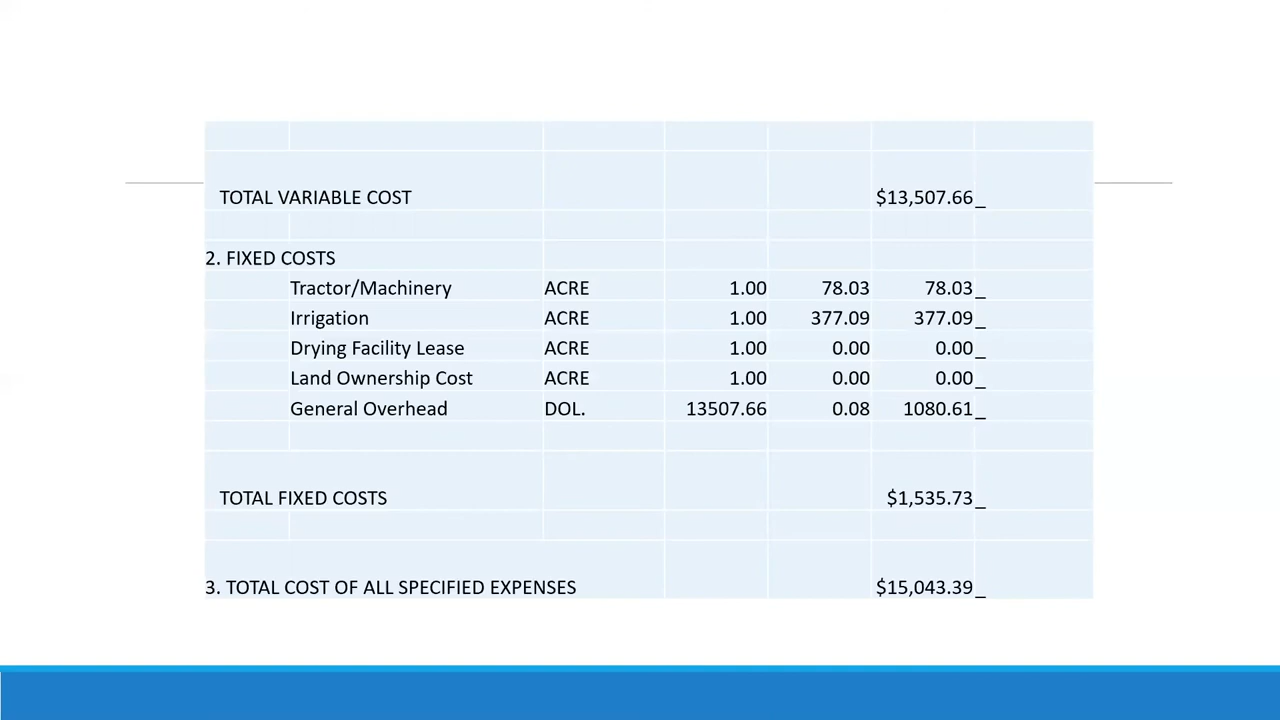 TOTAL VARIABLE COST $13,507.66_
2. FIXED COSTS
Tractor/Machinery ACRE 1.00 78.03 78.03_
Irrigation ACRE 1.00 377.09 377.09_
Drying Facility Lease ACRE 1.00 0.00 0.00_
Land Ownership Cost ACRE 1.00 0.00 0.00_
General Overhead DOL. 13507.66 0.08 1080.61_
TOTAL FIXED COSTS $1,535.73_
3. TOTAL COST OF ALL SPECIFIED EXPENSES $15,043.39_